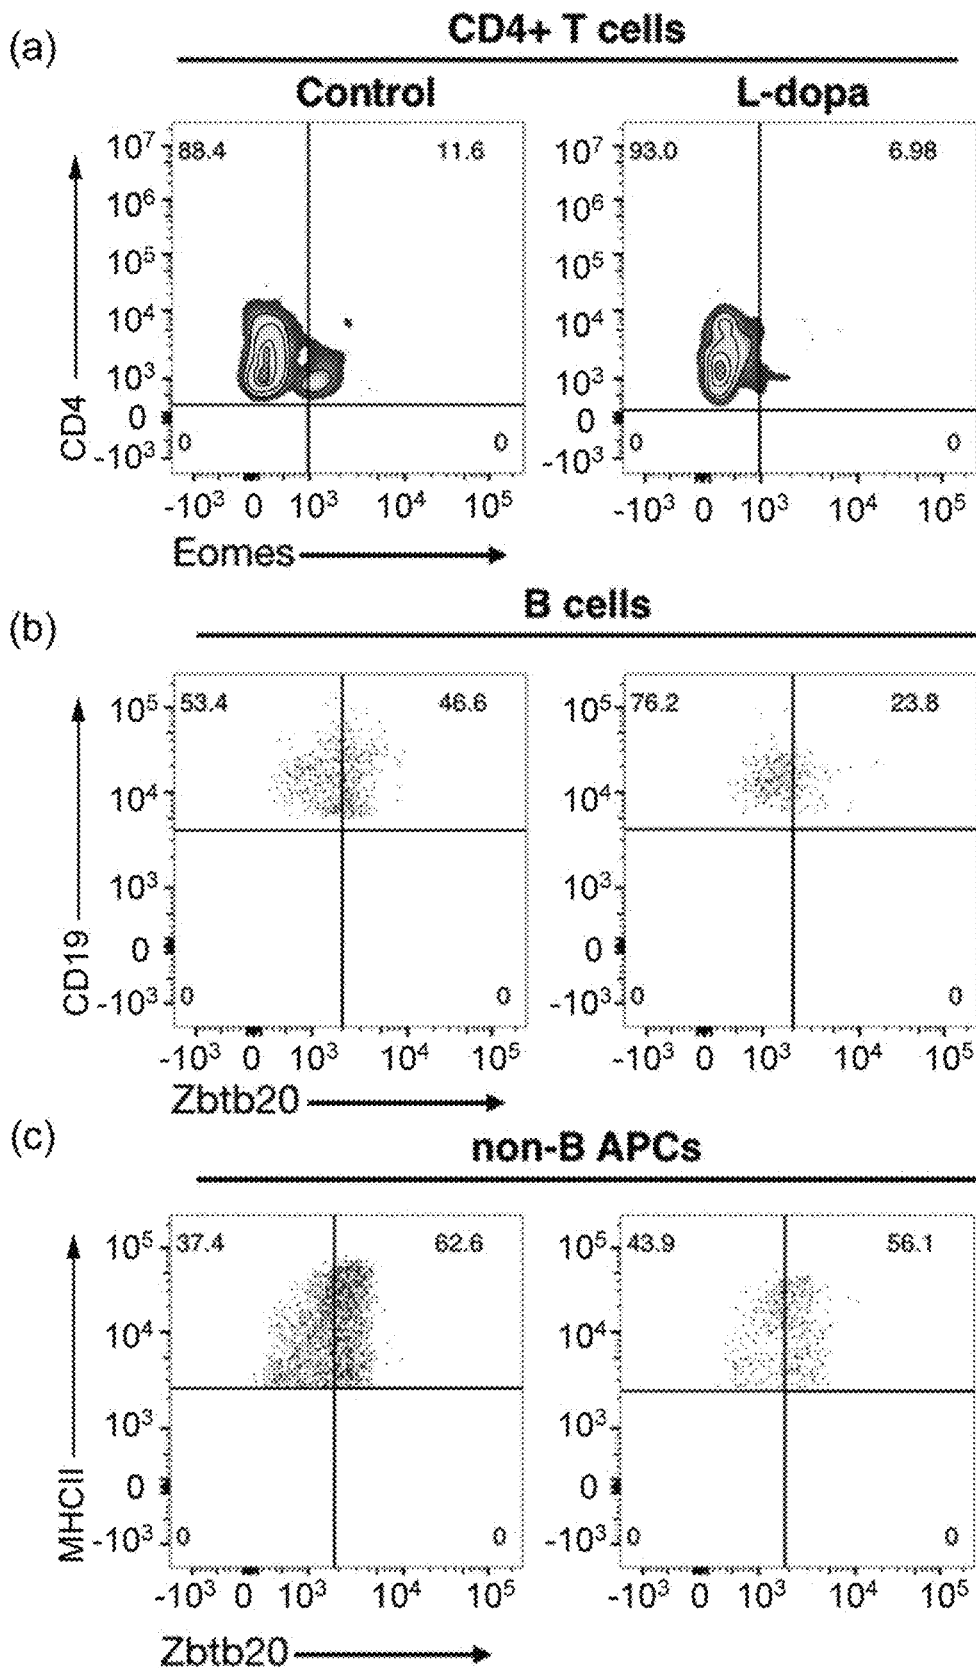 (a)
CD4+ T cells
Control L-dopa
10⁷ 88.4 11.6 10⁷ 93.0 6.98
10⁶ 10⁶
10⁵ 10⁵
10⁴ 10⁴
10³ 10³
0 0
-10³ 0 0 -10³ 0 0
CD4
-10³ 0 10³ 10⁴ 10⁵ -10³ 0 10³ 10⁴ 10⁵
Eomes
(b)
B cells
10⁵ 53.4 46.6 10⁵ 76.2 23.8
10⁴ 10⁴
10³ 10³
0 0
-10³ 0 0 -10³ 0 0
CD19
-10³ 0 10³ 10⁴ 10⁵ -10³ 0 10³ 10⁴ 10⁵
Zbtb20
(c)
non-B APCs
10⁵ 37.4 62.6 10⁵ 43.9 56.1
10⁴ 10⁴
10³ 10³
0 0
-10³ 0 0 -10³ 0 0
MHCII
-10³ 0 10³ 10⁴ 10⁵ -10³ 0 10³ 10⁴ 10⁵
Zbtb20